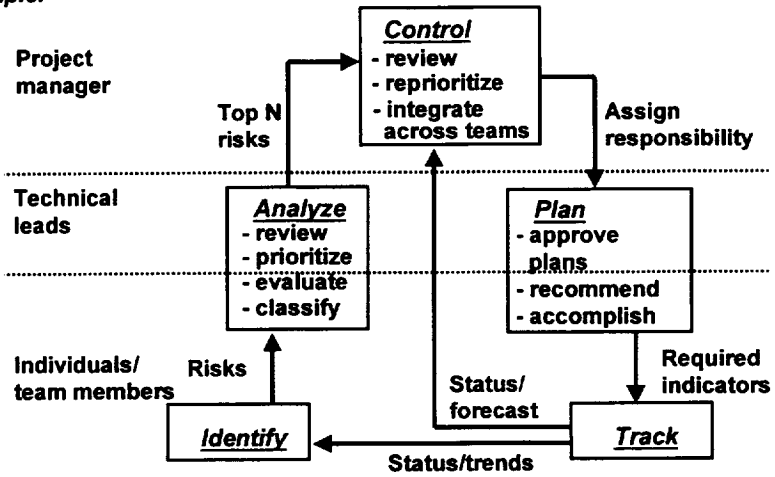 Project
manager
Top N
risks
Control
- review
- reprioritize
- integrate
across teams
Assign
responsibility
Technical
leads
Analyze
- review
- prioritize
- evaluate
- classify
Plan
- approve
plans
- recommend
- accomplish
Individuals/
team members
Risks
Identify
Status/
forecast
Required
indicators
Track
Status/trends